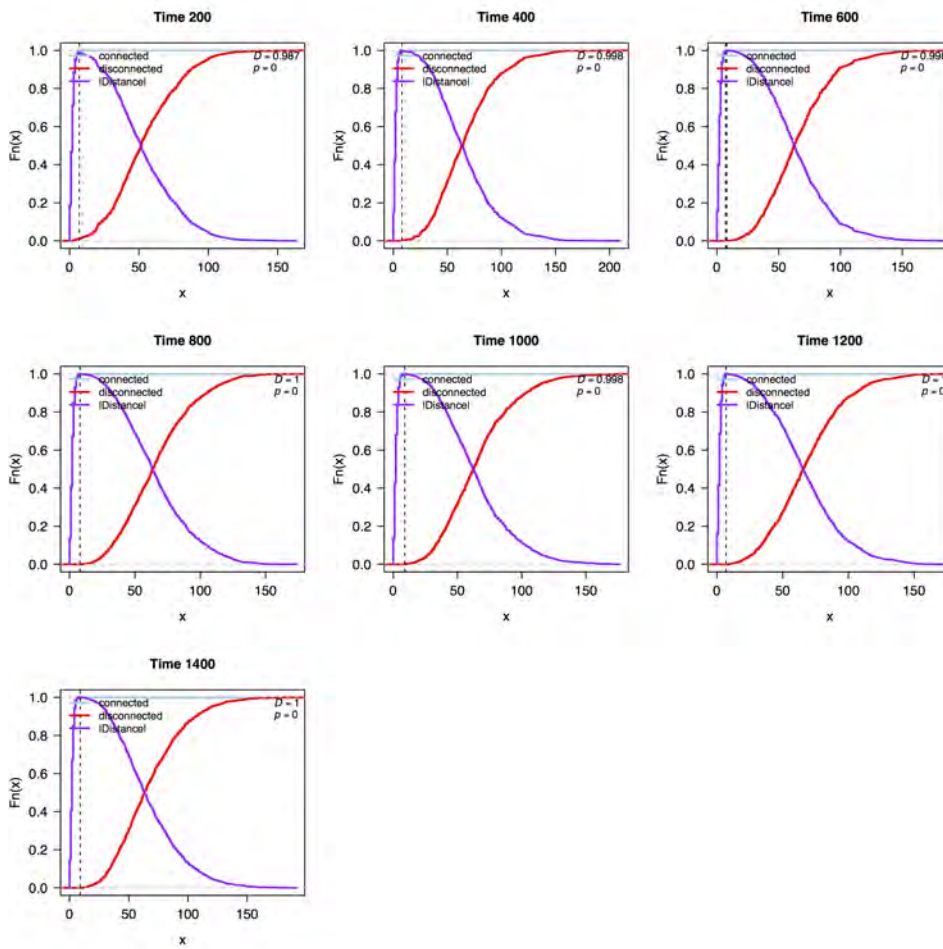 Time 200
Time 400
Time 600
connected
disconnected
|Distance|
D = 0.987
p = 0
connected
disconnected
|Distance|
D = 0.998
p = 0
connected
disconnected
|Distance|
D = 0.998
p = 0
Fn(x)
1.0
0.8
0.6
0.4
0.2
0.0
Fn(x)
1.0
0.8
0.6
0.4
0.2
0.0
Fn(x)
1.0
0.8
0.6
0.4
0.2
0.0
0 50 100 150
0 50 100 150 200
0 50 100 150
x
x
x
Time 800
Time 1000
Time 1200
connected
disconnected
|Distance|
D = 1
p = 0
connected
disconnected
|Distance|
D = 0.998
p = 0
connected
disconnected
|Distance|
D =
p = 0
Fn(x)
1.0
0.8
0.6
0.4
0.2
0.0
Fn(x)
1.0
0.8
0.6
0.4
0.2
0.0
Fn(x)
1.0
0.8
0.6
0.4
0.2
0.0
0 50 100 150
0 50 100 150
0 50 100 150
x
x
x
Time 1400
connected
disconnected
|Distance|
D = 1
p = 0
Fn(x)
1.0
0.8
0.6
0.4
0.2
0.0
0 50 100 150
x